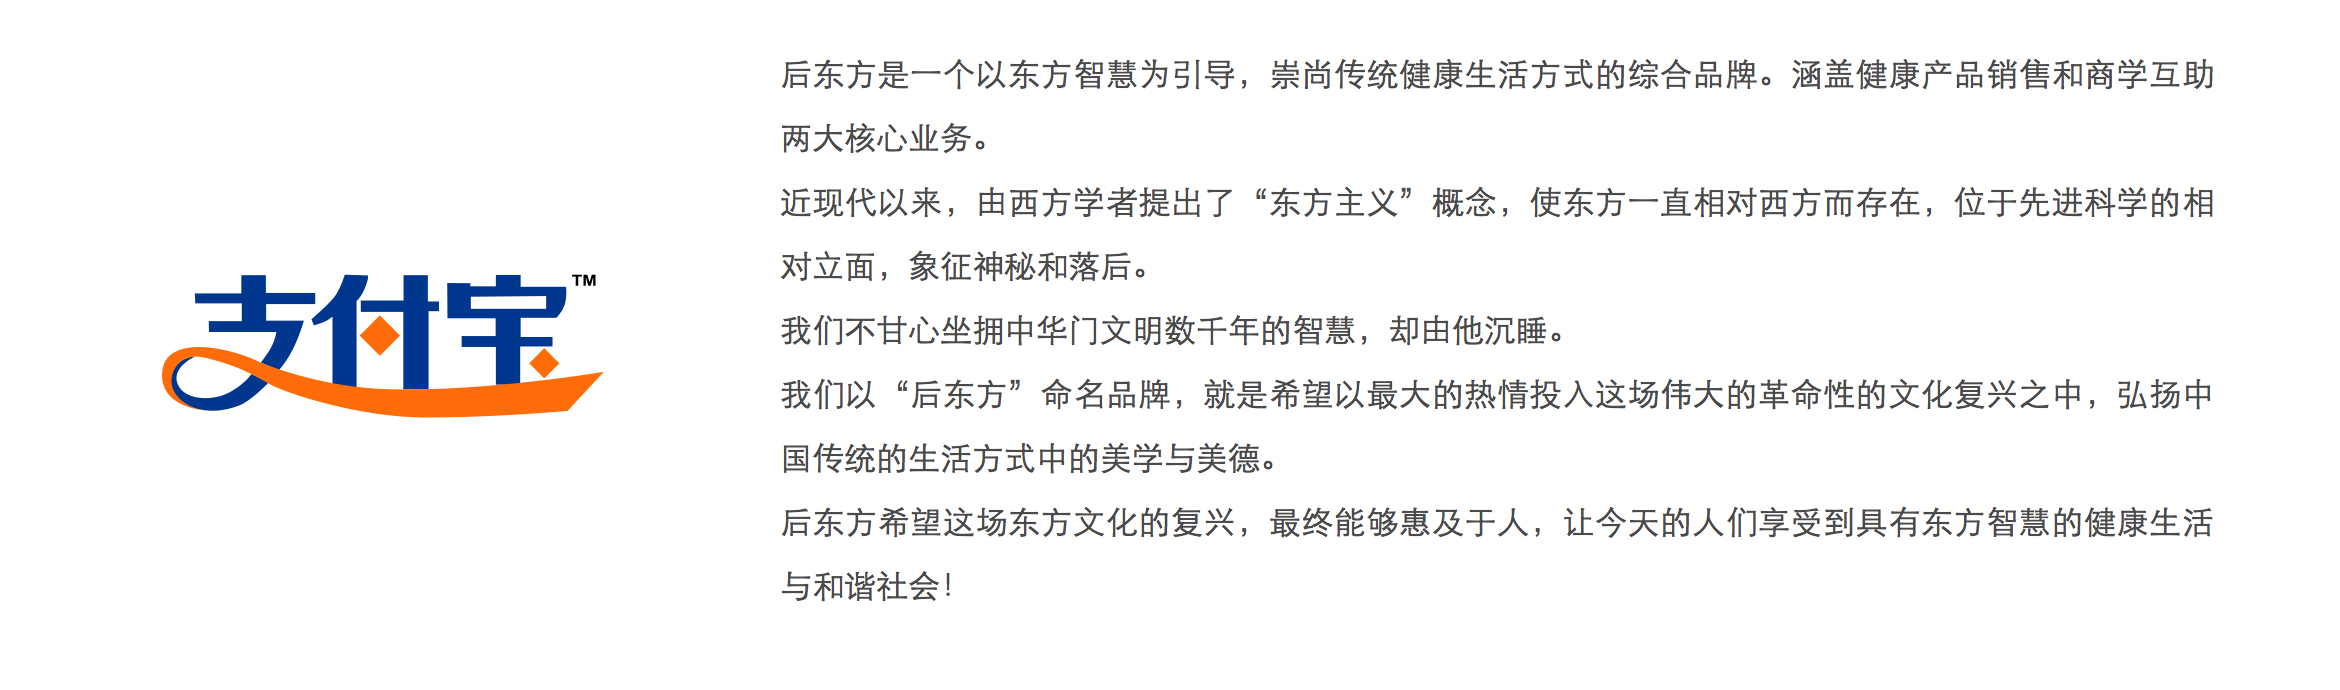 支付宝™
后东方是一个以东方智慧为引导，崇尚传统健康生活方式的综合品牌。涵盖健康产品销售和商学互助
两大核心业务。
近现代以来，由西方学者提出了“东方主义”概念，使东方一直相对西方而存在，位于先进科学的相
对立面，象征神秘和落后。
我们不甘心坐拥中华门文明数千年的智慧，却由他沉睡。
我们以“后东方”命名品牌，就是希望以最大的热情投入这场伟大的革命性的文化复兴之中，弘扬中
国传统的生活方式中的美学与美德。
后东方希望这场东方文化的复兴，最终能够惠及于人，让今天的人们享受到具有东方智慧的健康生活
与和谐社会！